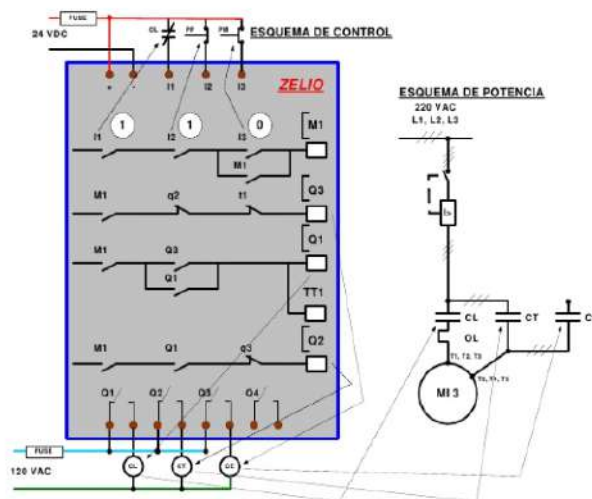 FUSE
24 VDC
OL
PP
PM
ESQUEMA DE CONTROL
+
-
I1
I2
I3
ZELIO
I1
1
I2
1
I3
0
M1
M1
M1
q2
t1
Q3
M1
Q3
Q1
Q1
TT1
M1
Q1
q3
Q2
Q1
Q2
Q3
Q4
FUSE
120 VAC
CL
CT
CE
ESQUEMA DE POTENCIA
220 VAC
L1, L2, L3
CL
CT
C
OL
T1, T2, T3
MI 3